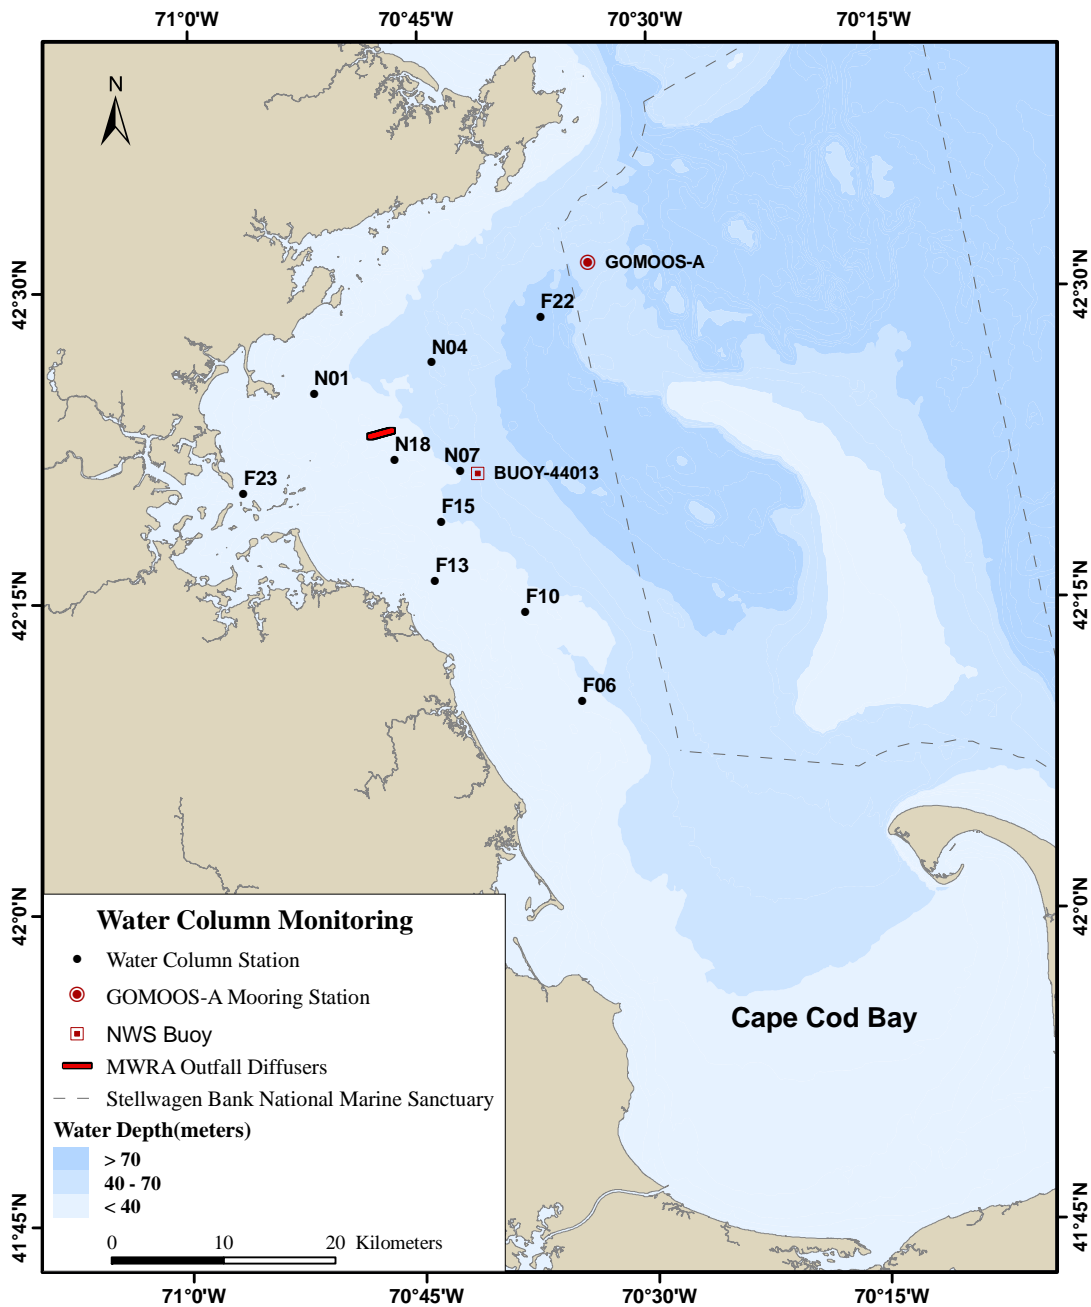 71°0'W 70°45'W 70°30'W 70°15'W
N
GOMOOS-A
42°30'N 42°30'N
F22
N04
N01
N18
N07
BUOY-44013
F23
F15
F13
42°15'N 42°15'N
F10
F06
42°0'N 42°0'N
Water Column Monitoring
Water Column Station
GOMOOS-A Mooring Station
Cape Cod Bay
NWS Buoy
MWRA Outfall Diffusers
Stellwagen Bank National Marine Sanctuary
Water Depth(meters)
> 70
40 - 70
< 40
41°45'N 41°45'N
0 10 20 Kilometers
71°0'W 70°45'W 70°30'W 70°15'W